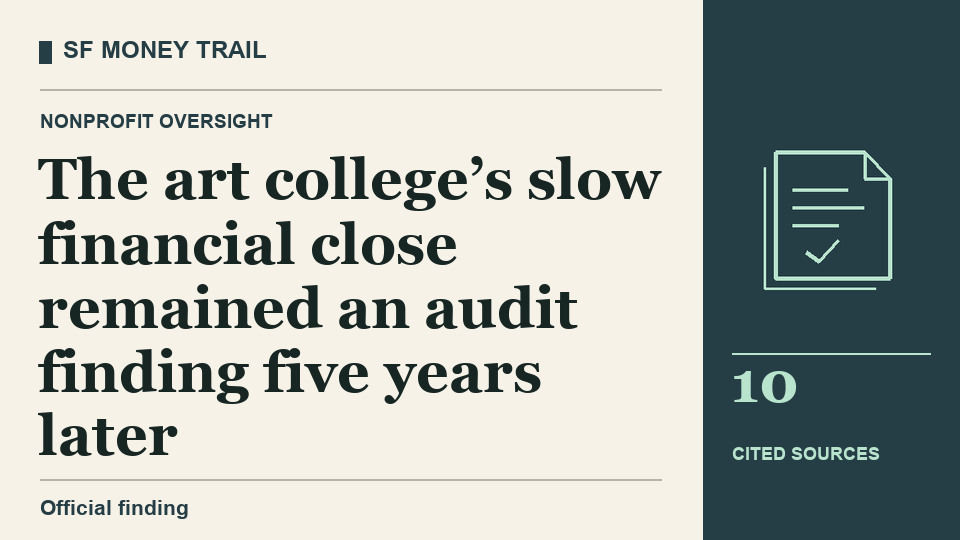 SF MONEY TRAIL
NONPROFIT OVERSIGHT
The art college’s slow
financial close
remained an audit
finding five years
later
Official finding
10
CITED SOURCES